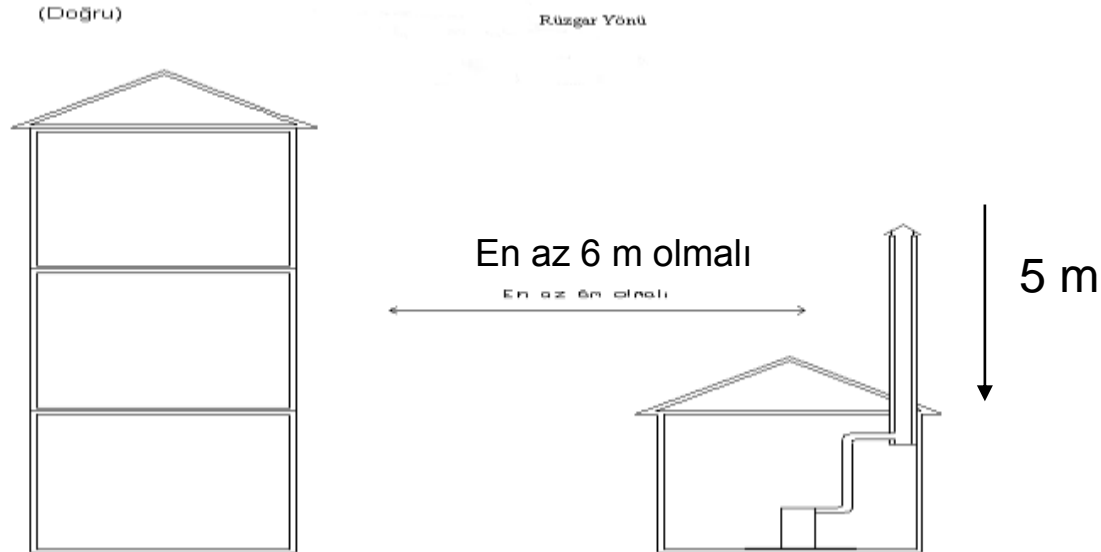 (Doğru)
Rüzgar Yönü
En az 6 m olmalı
En az 6m olmalı
5 m